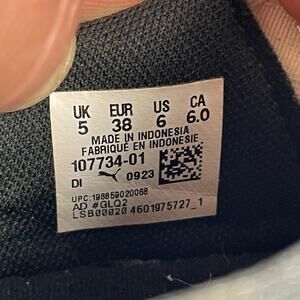 UK EUR US CA
5 38 6 6.0
MADE IN INDONESIA
FABRIQUÉ EN INDONESIE
107734-01
DI 0923
UPC:198859020068
AD #GLQ2
LSB00020 4601975727_1